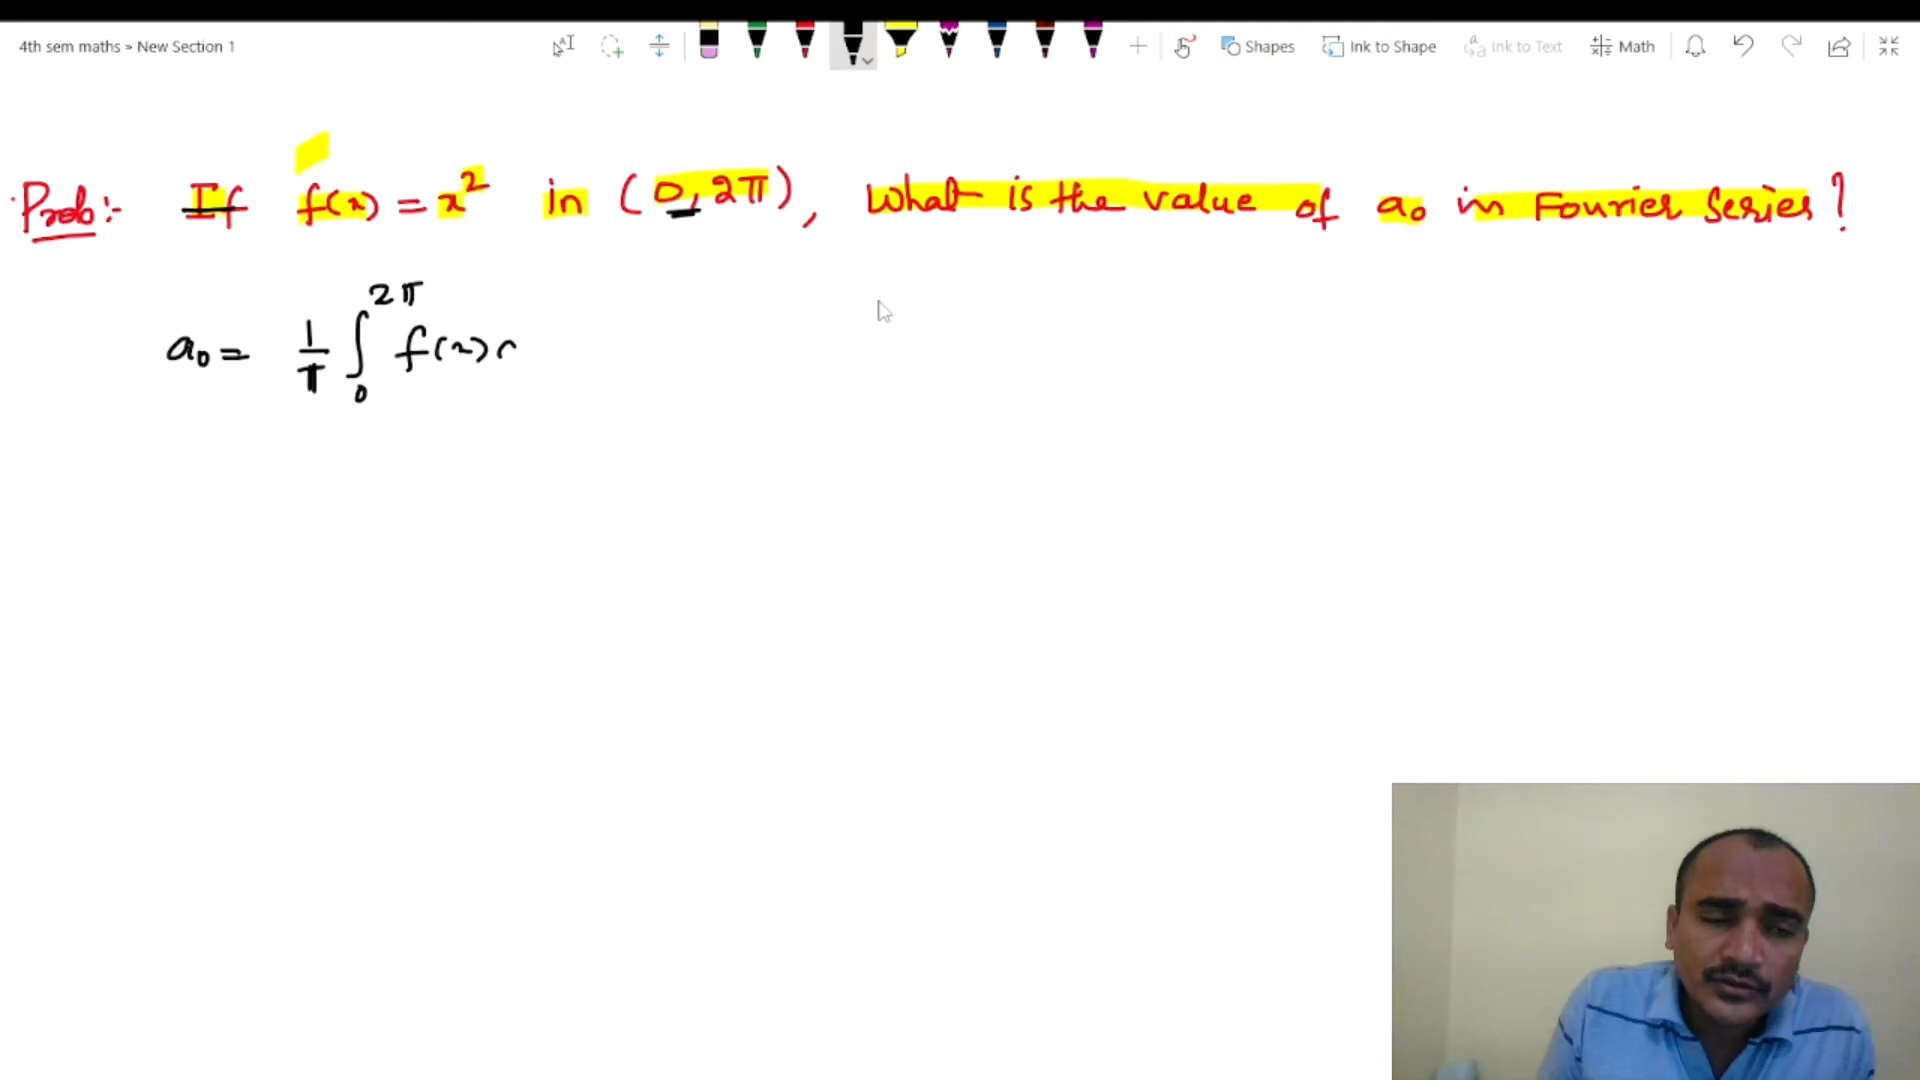 4th sem maths » New Section 1
Shapes Ink to Shape Ink to Text Math
Prob:- If f(x) = x² in (0, 2π), What is the value of a₀ in Fourier Series?
a₀ = 1/π ∫₀^2π f(x)